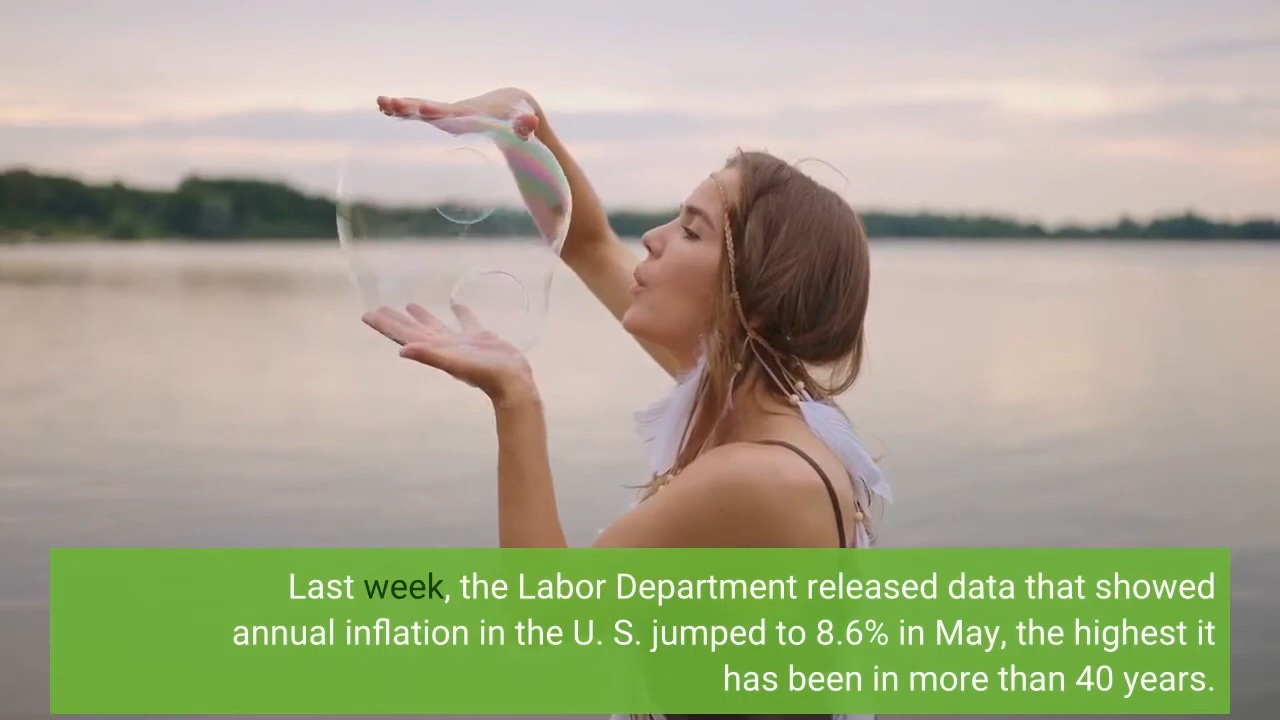 Last week, the Labor Department released data that showed
annual inflation in the U. S. jumped to 8.6% in May, the highest it
has been in more than 40 years.